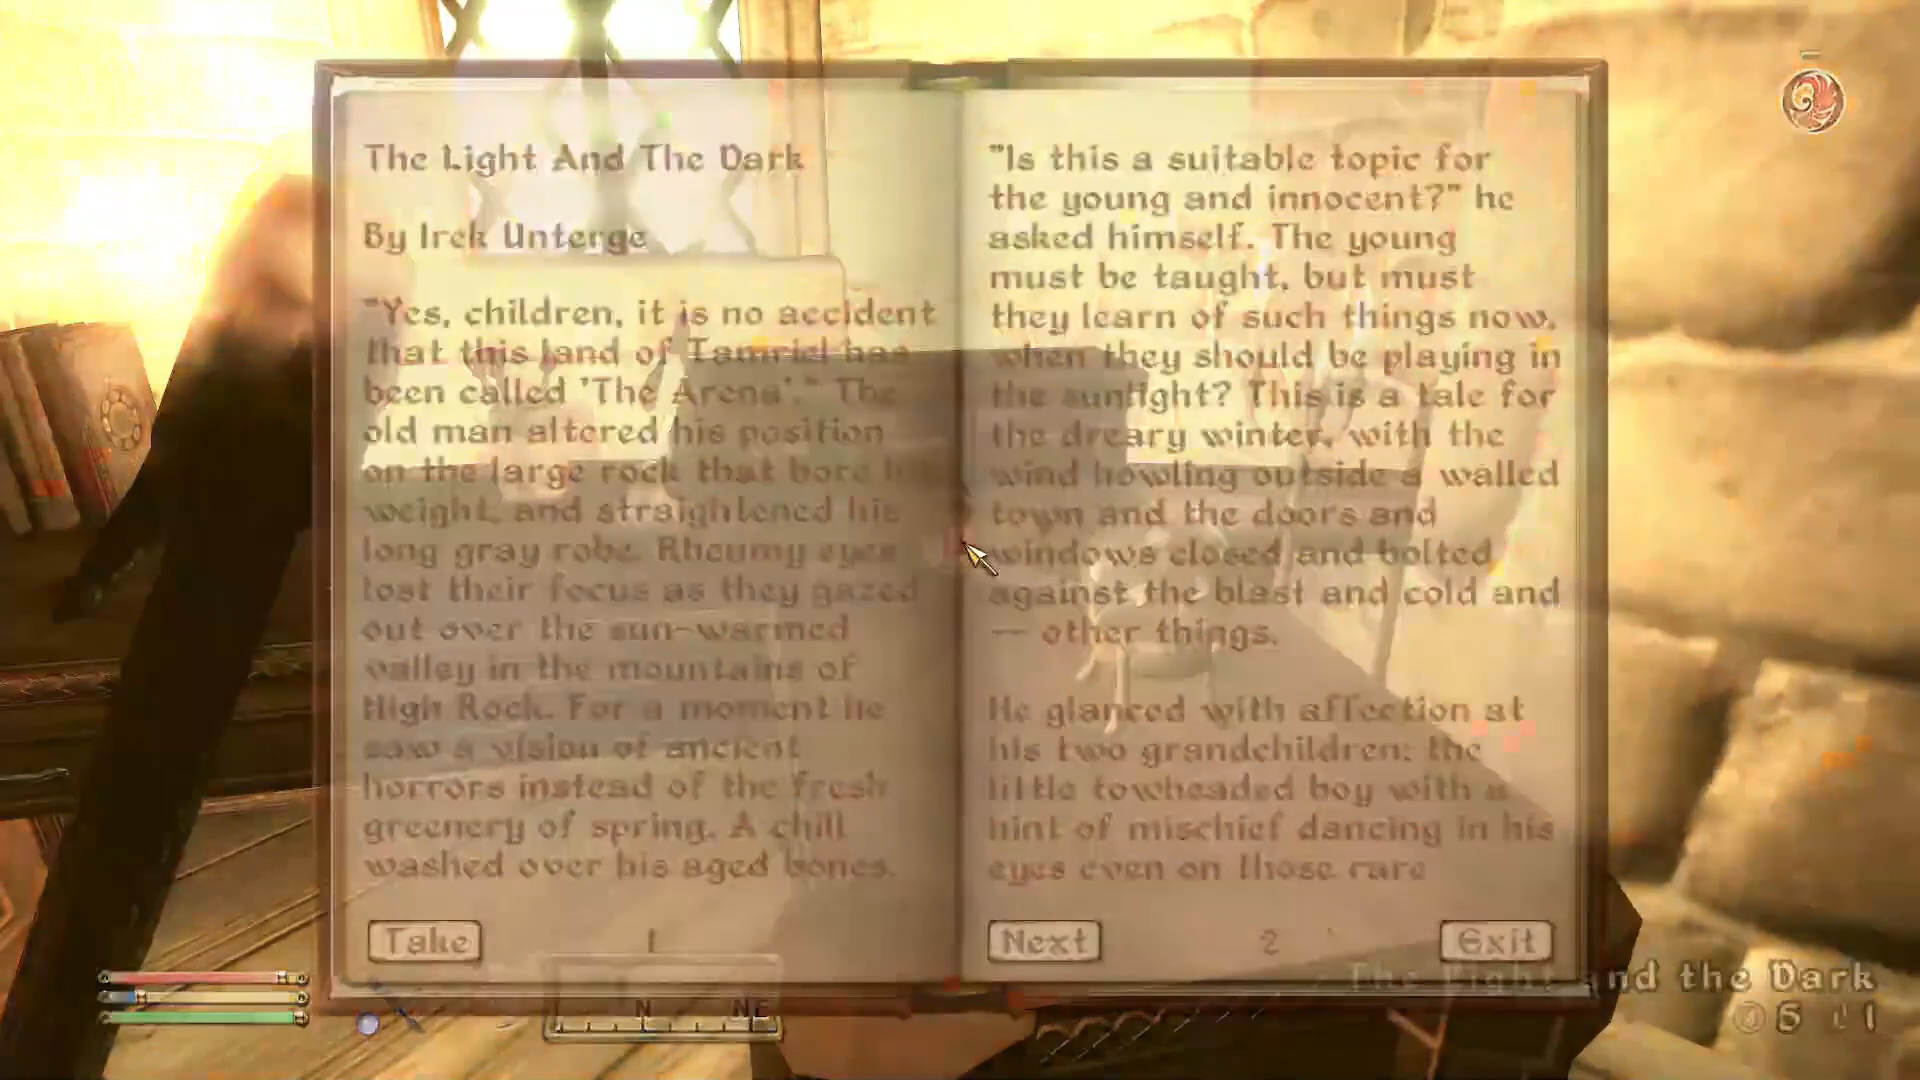 The Light And The Dark
By Irek Unterge
"Yes, children, it is no accident
that this land of Tamriel has
been called 'The Arena'." The
old man altered his position
on the large rock that bore
weight, and straightened his
long gray robe. Rheumy eyes
lost their focus as they gazed
out over the sun-warmed
valley in the mountains of
High Rock. For a moment he
saw a vision of ancient
horrors instead of the fresh
greenery of spring. A chill
washed over his aged bones.
Take
1
"Is this a suitable topic for
the young and innocent?" he
asked himself. The young
must be taught, but must
they learn of such things now,
when they should be playing in
the sunlight? This is a tale for
the dreary winter, with the
wind howling outside a walled
town and the doors and
windows closed and bolted
against the blast and cold and
-- other things.
He glanced with affection at
his two grandchildren; the
little towheaded boy with a
hint of mischief dancing in his
eyes even on those rare
Next
2
Exit
N NE
The Light and the Dark
5 1